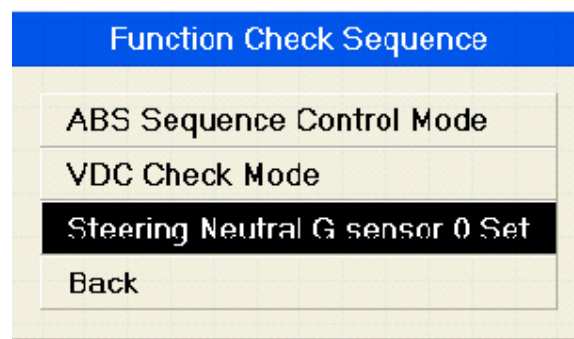 Function Check Sequence
ABS Sequence Control Mode
VDC Check Mode
Steering Neutral G sensor 0 Set
Back